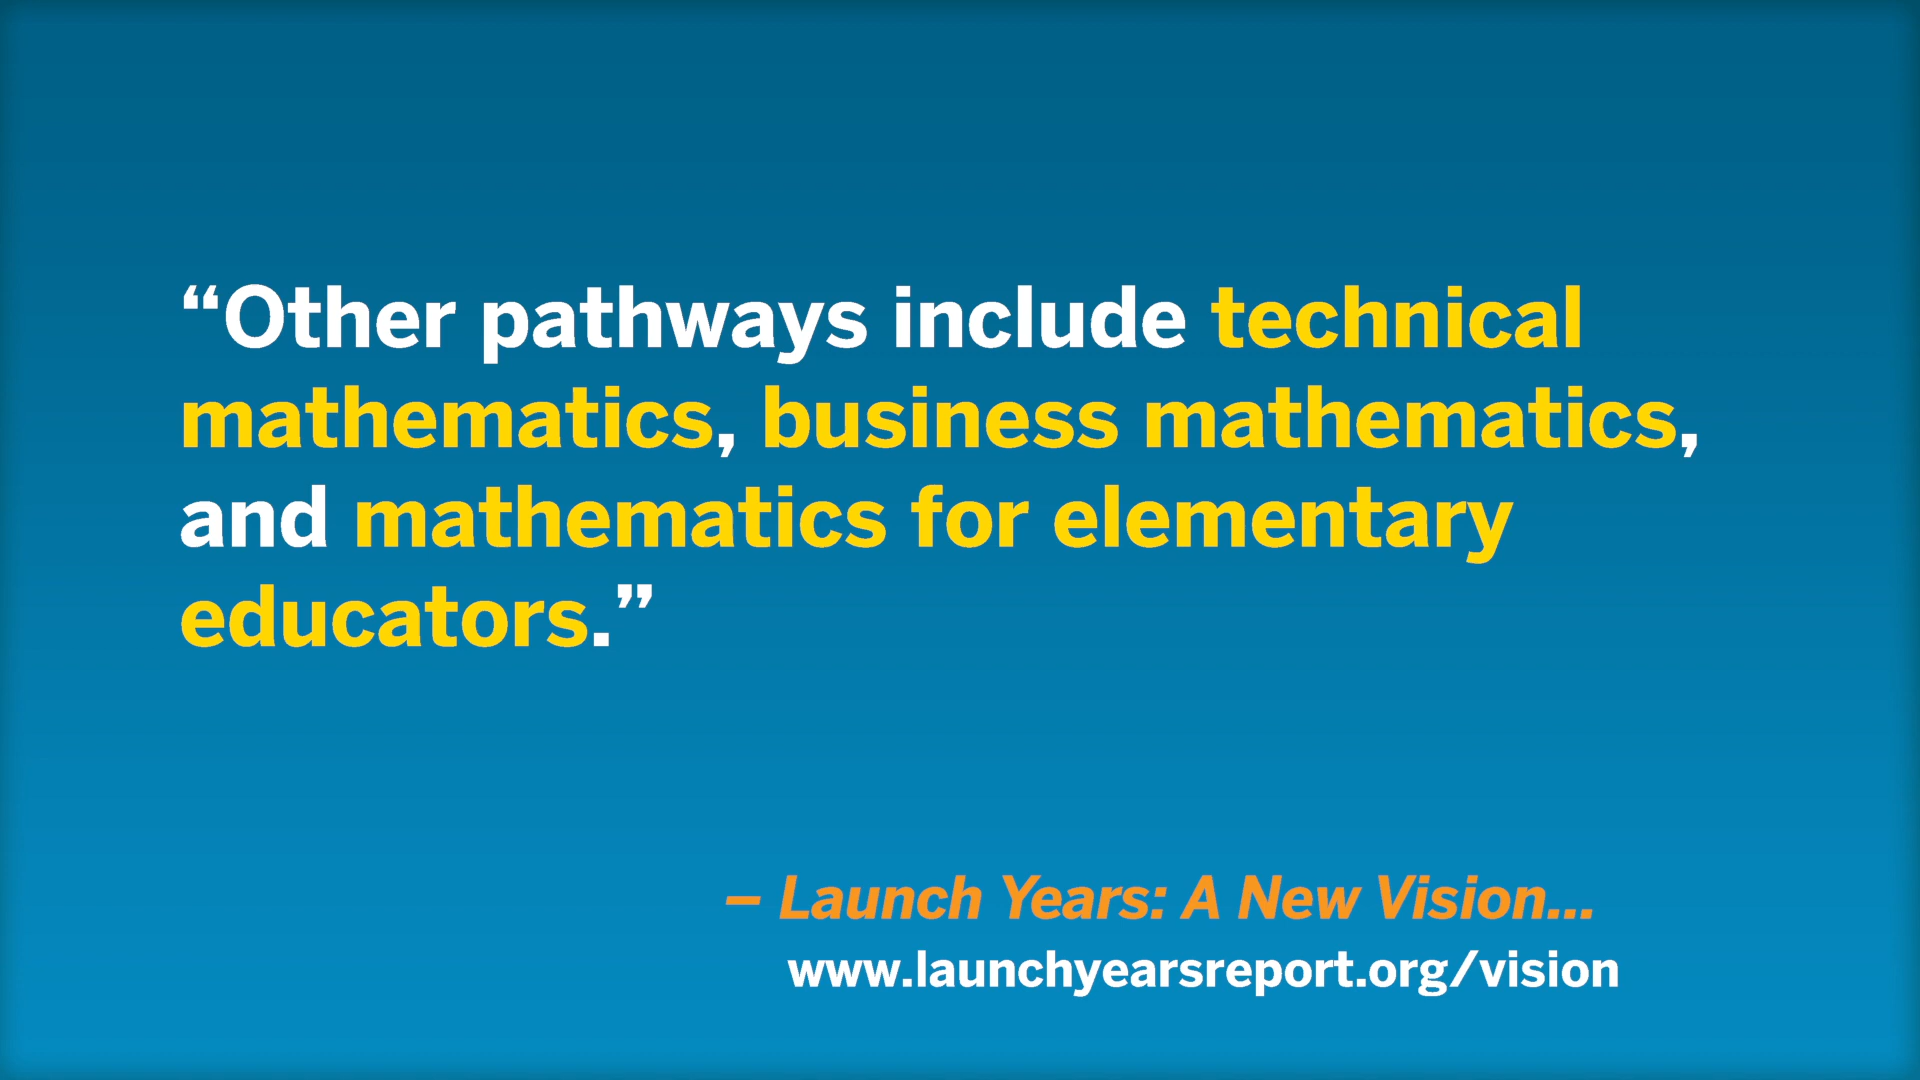 “Other pathways include technical
mathematics, business mathematics,
and mathematics for elementary
educators.”
– Launch Years: A New Vision...
www.launchyearsreport.org/vision